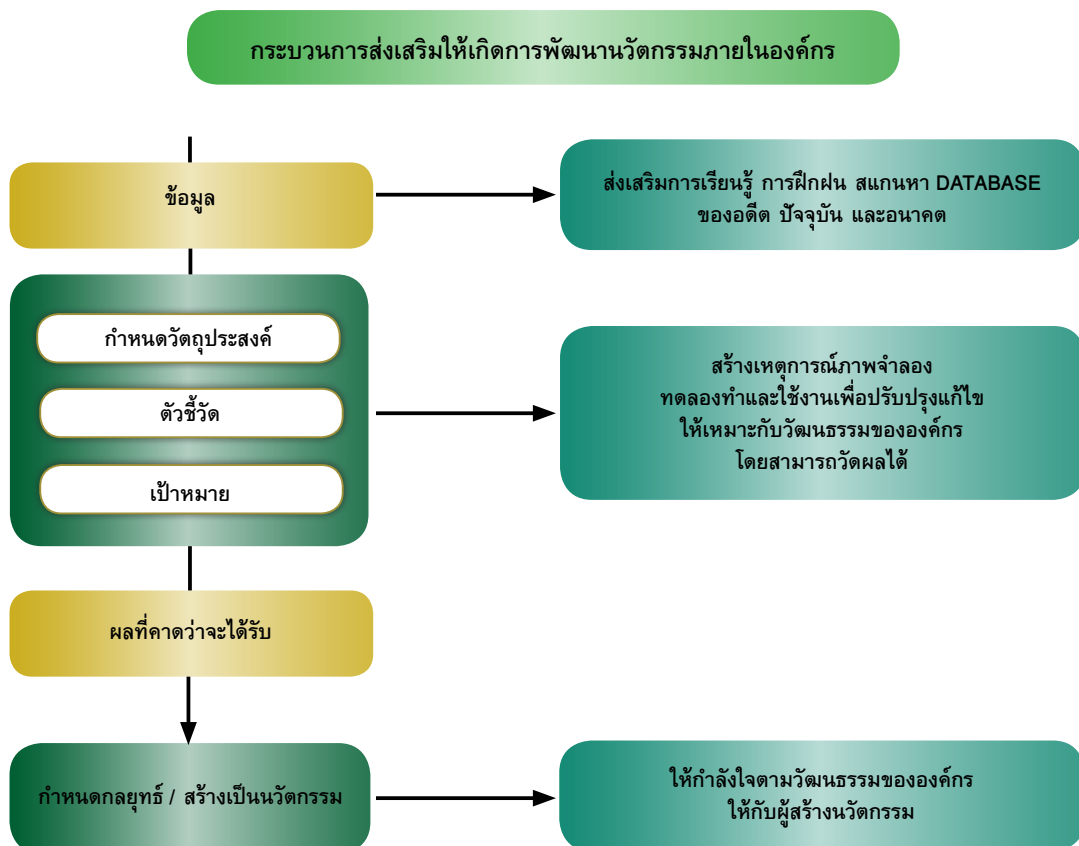 กระบวนการส่งเสริมให้เกิดการพัฒนานวัตกรรมภายในองค์กร
ข้อมูล
ส่งเสริมการเรียนรู้ การฝึกฝน สแกนหา DATABASE
ของอดีต ปัจจุบัน และอนาคต
กำหนดวัตถุประสงค์
ตัวชี้วัด
เป้าหมาย
สร้างเหตุการณ์ภาพจำลอง
ทดลองทำและใช้งานเพื่อปรับปรุงแก้ไข
ให้เหมาะกับวัฒนธรรมขององค์กร
โดยสามารถวัดผลได้
ผลที่คาดว่าจะได้รับ
กำหนดกลยุทธ์ / สร้างเป็นนวัตกรรม
ให้กำลังใจตามวัฒนธรรมขององค์กร
ให้กับผู้สร้างนวัตกรรม